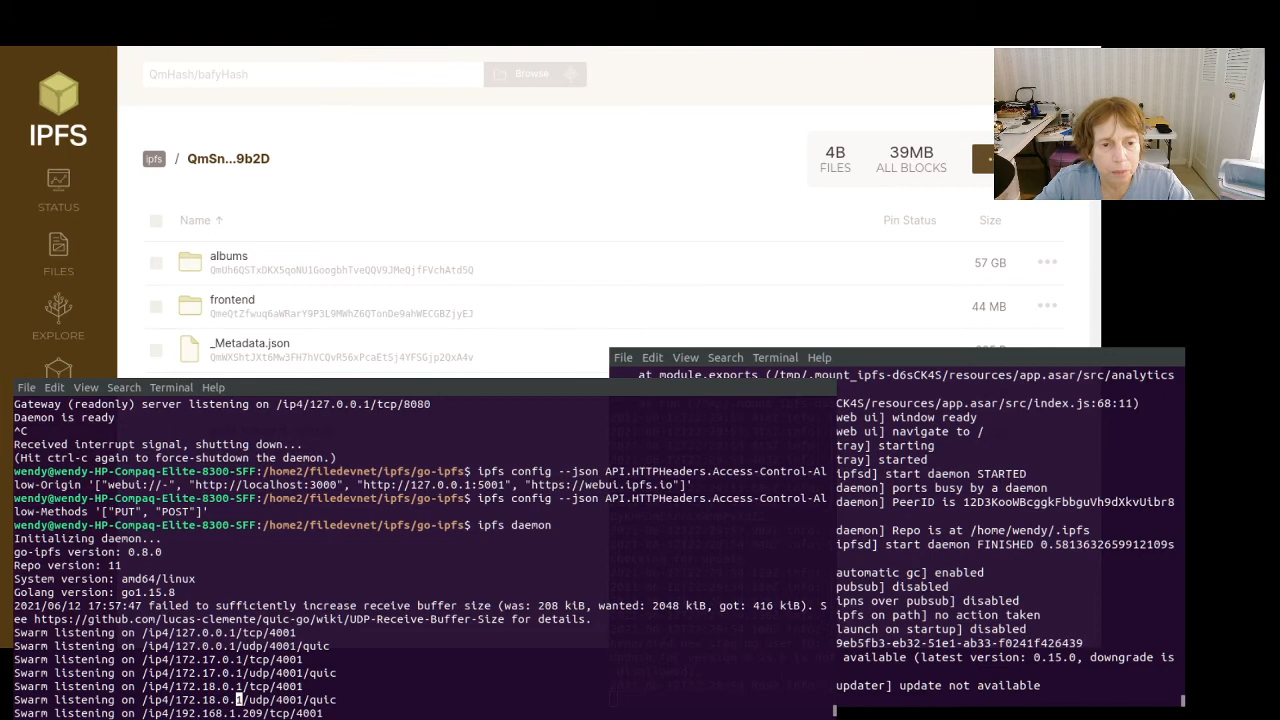 QmHash/bafyHash
Browse
IPFS
ipfs / QmSn...9b2D
4B
FILES
39MB
ALL BLOCKS
STATUS
FILES
EXPLORE
Name ↑
Pin Status
Size
albums
QmUh6QSTxDKX5qoNU1GoogbhTveQQV9JMeQjfFVchAtd5Q
57 GB
frontend
QmeQtZfwuq6aWRarY9P3L9MWhZ6QTonDe9ahWECGBZjyEJ
44 MB
_Metadata.json
QmWXShtJXt6Mw3FH7hVCQvR56xPcaEtSj4YFSGjp2QxA4v
File Edit View Search Terminal Help
Gateway (readonly) server listening on /ip4/127.0.0.1/tcp/8080
Daemon is ready
^C
Received interrupt signal, shutting down...
(Hit ctrl-c again to force-shutdown the daemon.)
wendy@wendy-HP-Compaq-Elite-8300-SFF:/home2/filedevnet/ipfs/go-ipfs$ ipfs config --json API.HTTPHeaders.Access-Control-Al
low-Origin '["webui://-", "http://localhost:3000", "http://127.0.0.1:5001", "https://webui.ipfs.io"]'
wendy@wendy-HP-Compaq-Elite-8300-SFF:/home2/filedevnet/ipfs/go-ipfs$ ipfs config --json API.HTTPHeaders.Access-Control-Al
low-Methods '["PUT", "POST"]'
wendy@wendy-HP-Compaq-Elite-8300-SFF:/home2/filedevnet/ipfs/go-ipfs$ ipfs daemon
Initializing daemon...
go-ipfs version: 0.8.0
Repo version: 11
System version: amd64/linux
Golang version: go1.15.8
2021/06/12 17:57:47 failed to sufficiently increase receive buffer size (was: 208 kiB, wanted: 2048 kiB, got: 416 kiB). S
ee https://github.com/lucas-clemente/quic-go/wiki/UDP-Receive-Buffer-Size for details.
Swarm listening on /ip4/127.0.0.1/tcp/4001
Swarm listening on /ip4/127.0.0.1/udp/4001/quic
Swarm listening on /ip4/172.17.0.1/tcp/4001
Swarm listening on /ip4/172.17.0.1/udp/4001/quic
Swarm listening on /ip4/172.18.0.1/tcp/4001
Swarm listening on /ip4/172.18.0.1/udp/4001/quic
Swarm listening on /ip4/192.168.1.209/tcp/4001
File Edit View Search Terminal Help
at module.exports (/tmp/.mount_ipfs-d6sCK4S/resources/app.asar/src/analytics
CK4S/resources/app.asar/src/index.js:68:11)
web ui] window ready
web ui] navigate to /
tray] starting
tray] started
ipfsd] start daemon STARTED
daemon] ports busy by a daemon
daemon] PeerID is 12D3KooWBcggkFbbguVh9dXkvUibr8
daemon] Repo is at /home/wendy/.ipfs
ipfsd] start daemon FINISHED 0.5813632659912109s
automatic gc] enabled
pubsub] disabled
ipns over pubsub] disabled
ipfs on path] no action taken
launch on startup] disabled
9eb5fb3-eb32-51e1-ab33-f0241f426439
available (latest version: 0.15.0, downgrade is
updater] update not available